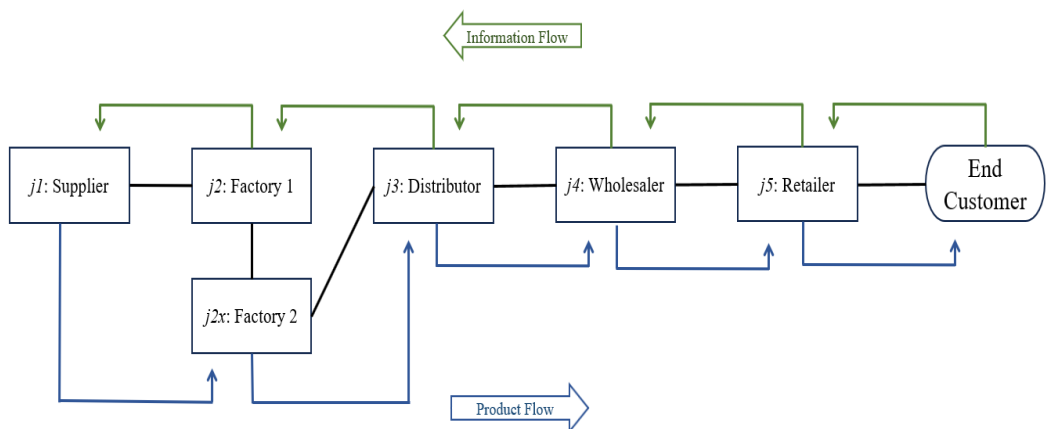 Information Flow
j1: Supplier
j2: Factory 1
j3: Distributor
j4: Wholesaler
j5: Retailer
End
Customer
j2x: Factory 2
Product Flow